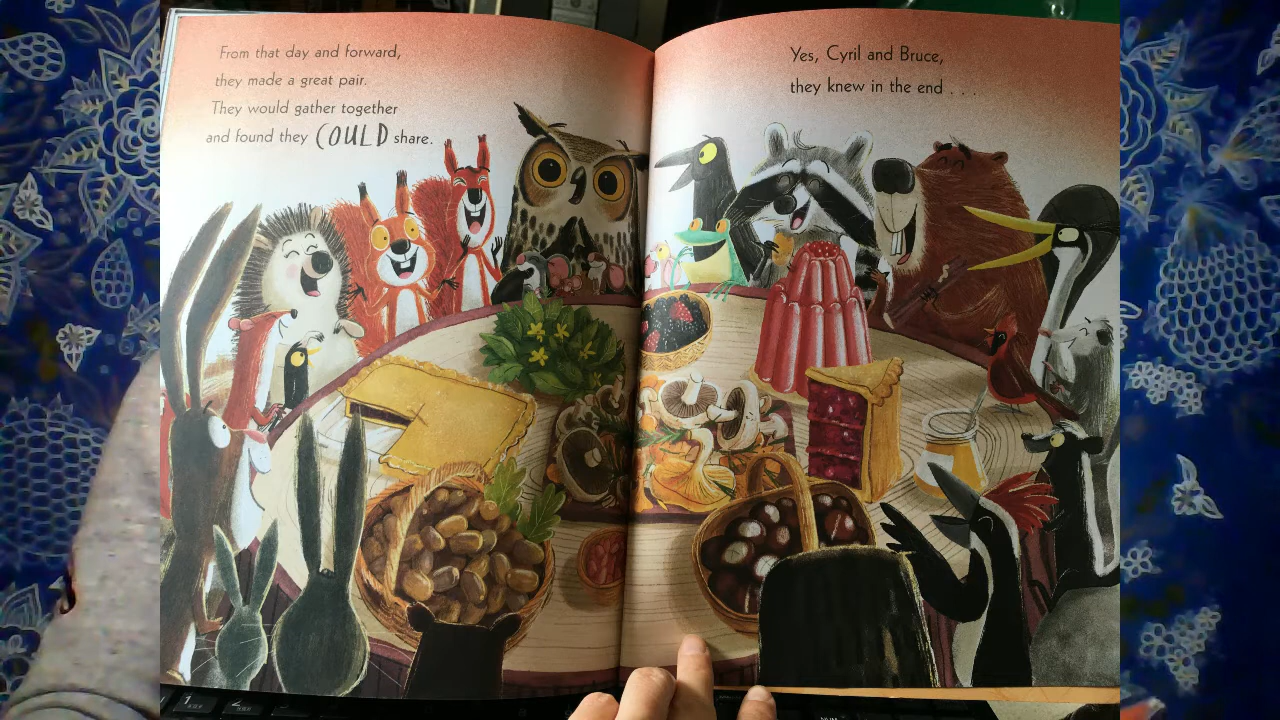 From that day and forward,
they made a great pair.
They would gather together
and found they COULD share.
Yes, Cyril and Bruce,
they knew in the end . . .